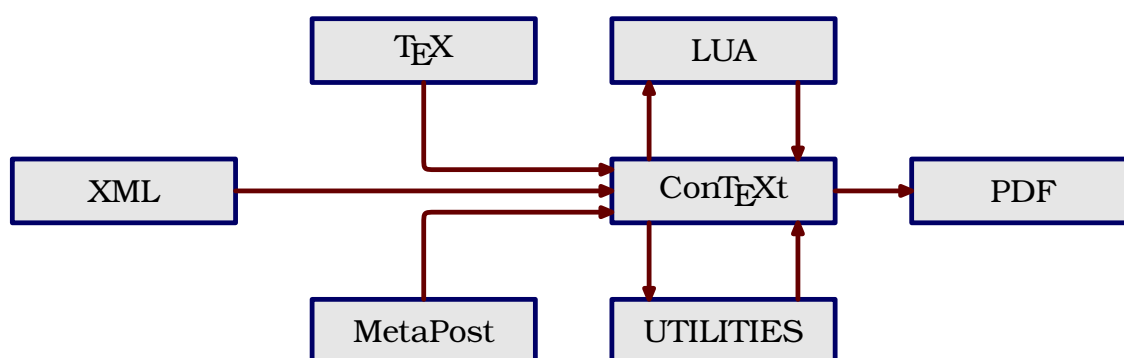 TEX
LUA
XML
ConTEXt
PDF
MetaPost
UTILITIES